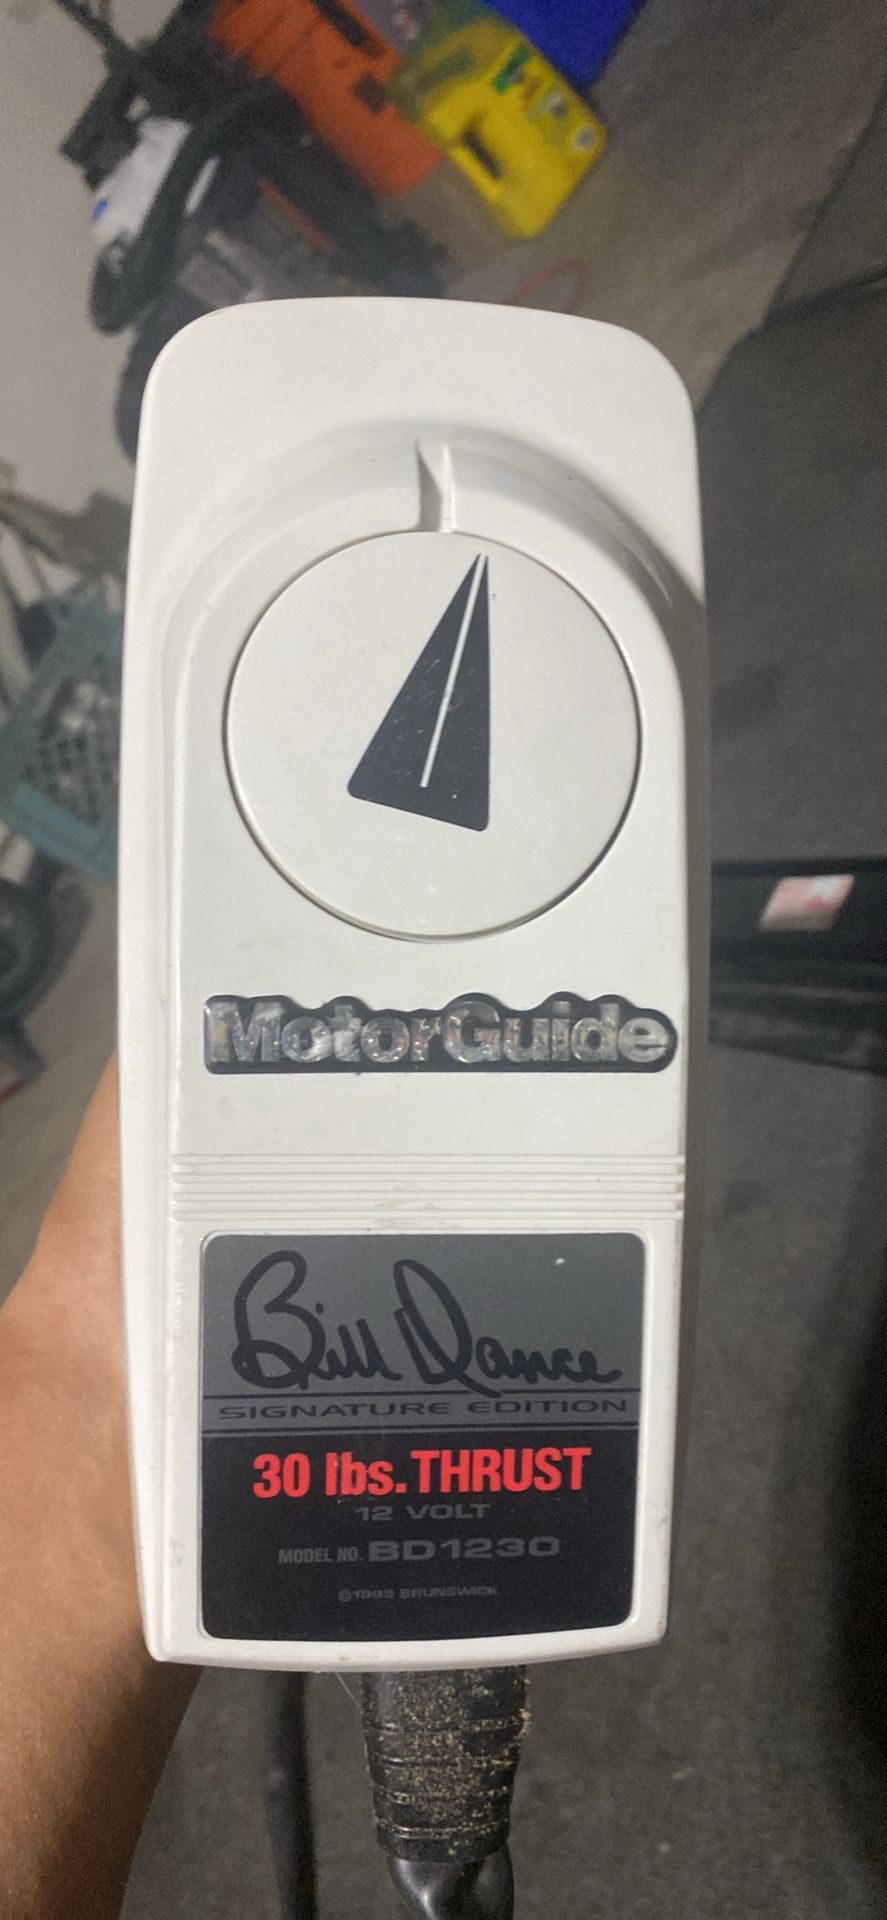 MotorGuide
Bill Dance
SIGNATURE EDITION
30 lbs. THRUST
12 VOLT
MODEL NO. BD1230
BRUNSWICK